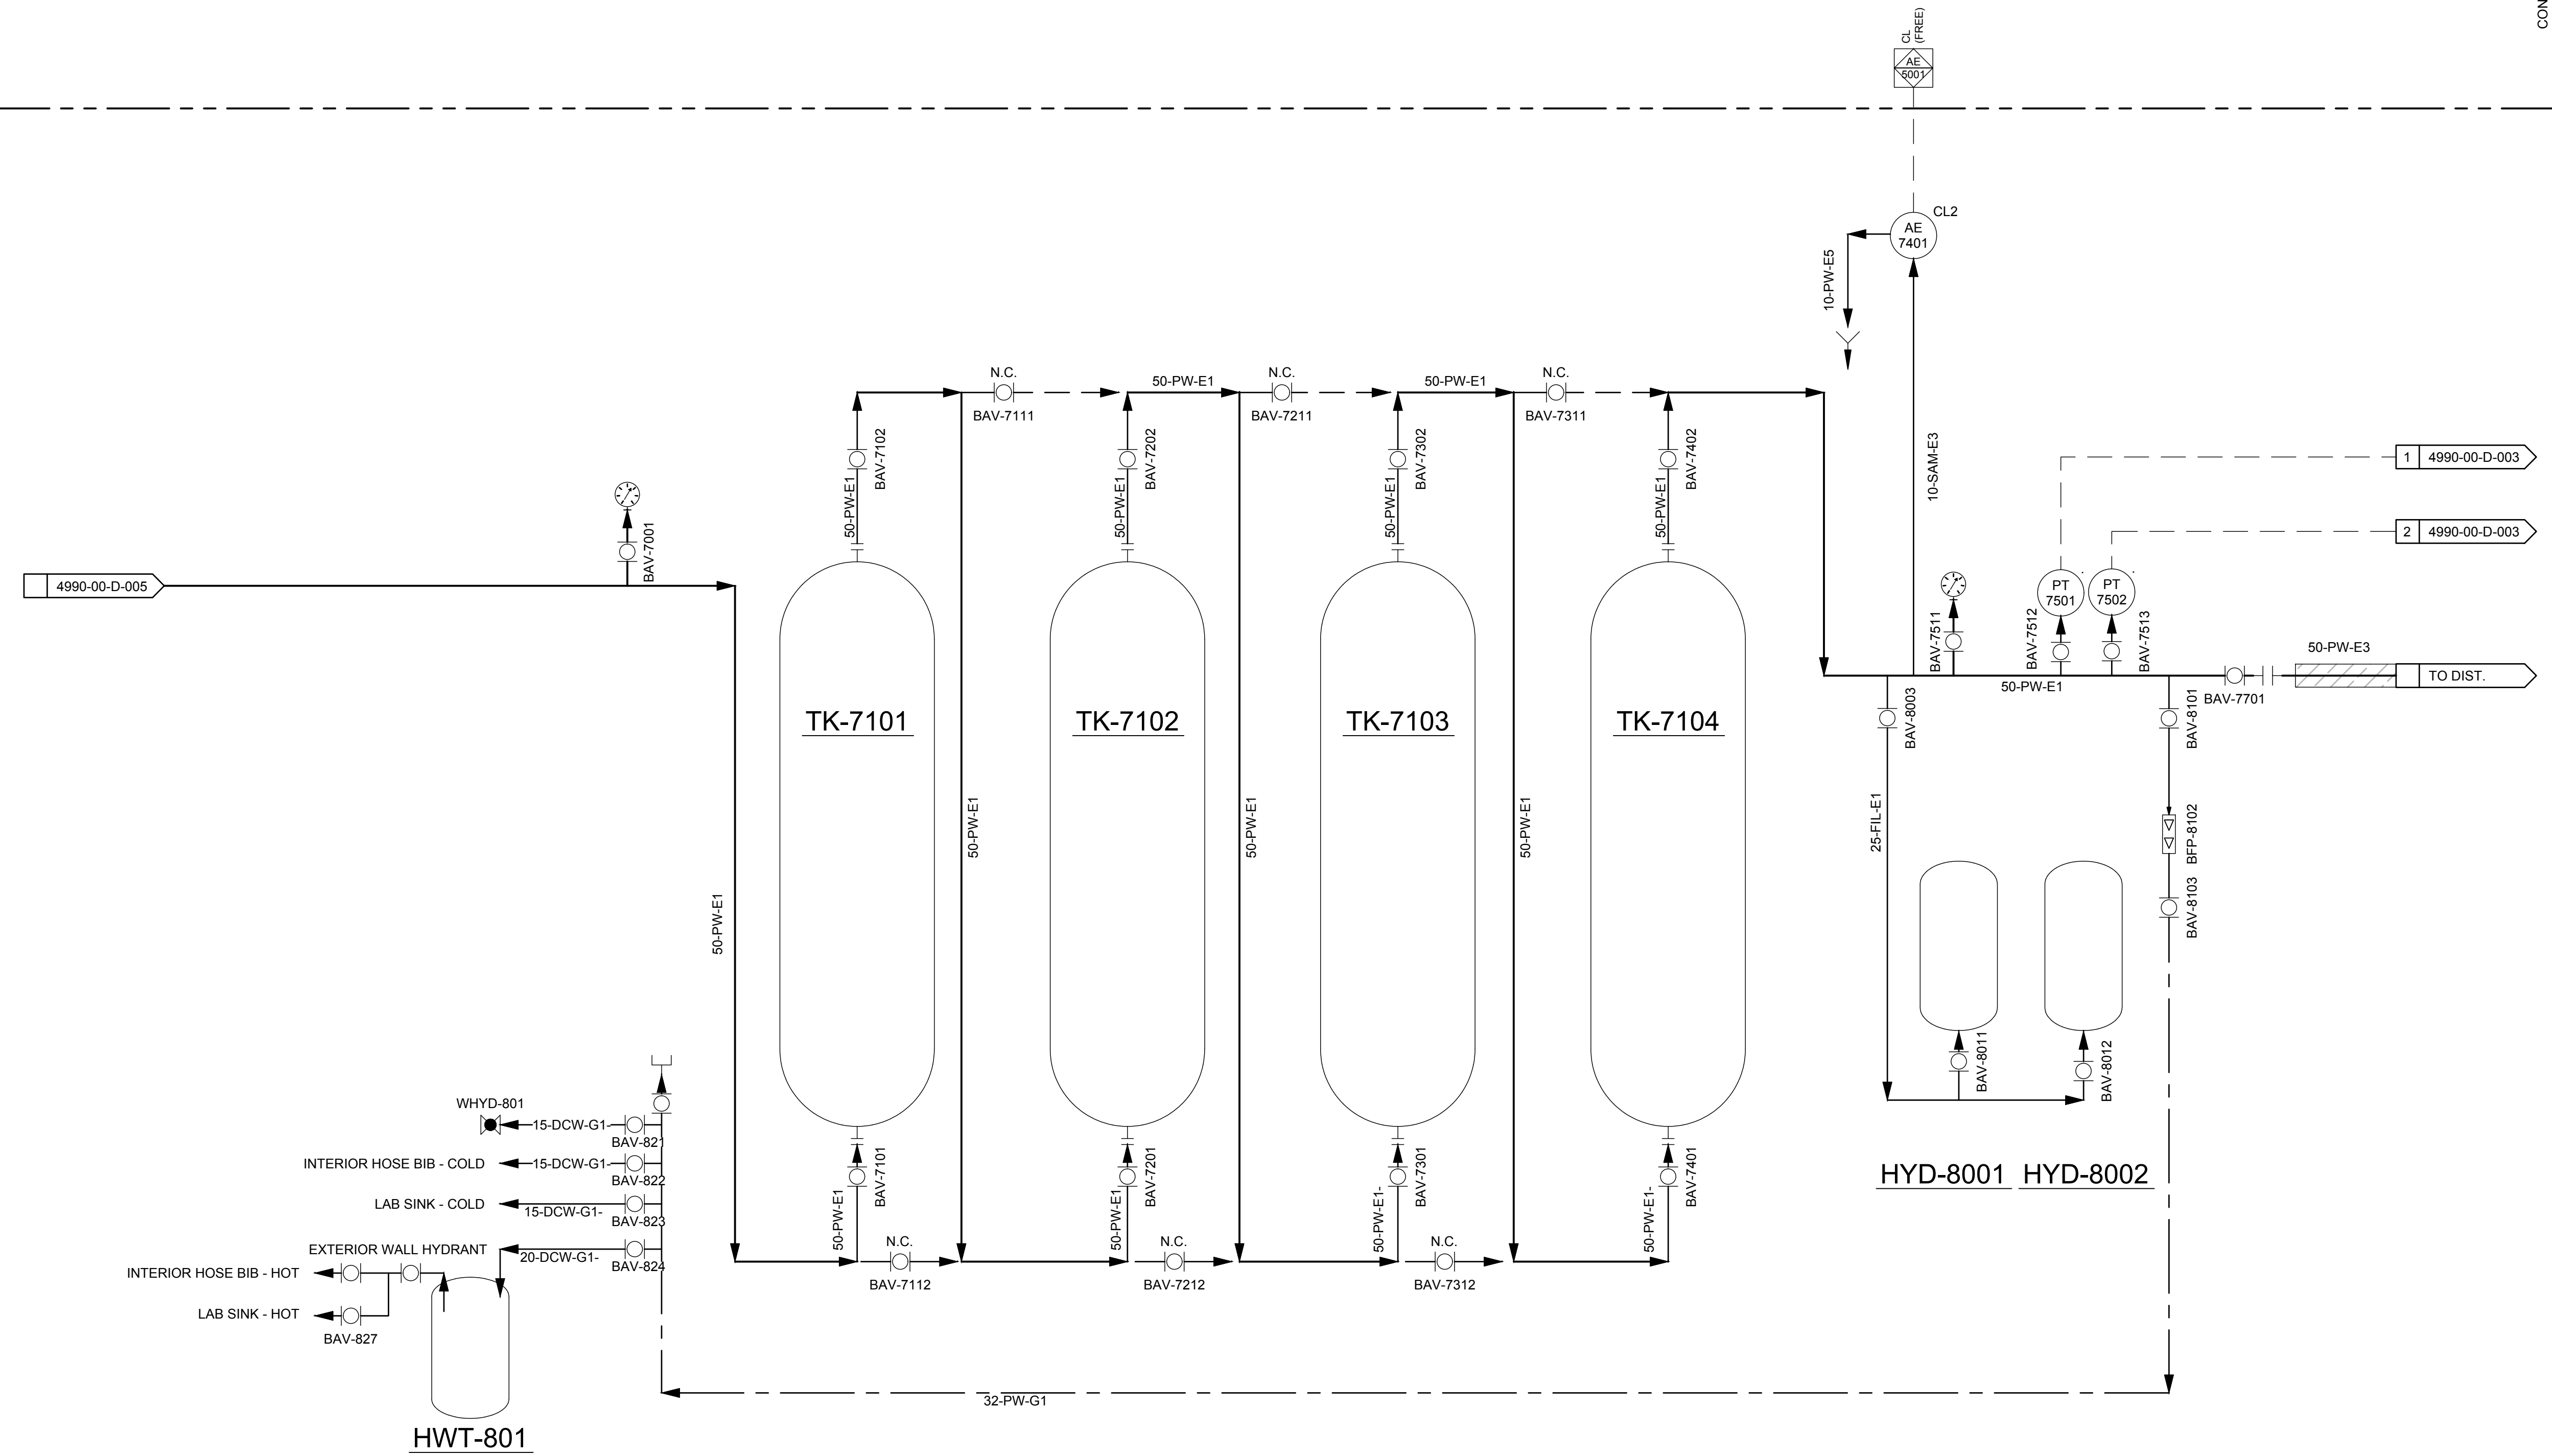 CON
CL
(FREE)
AE
5001
CL2
AE
7401
10-PW-E5
10-SAM-E3
N.C.
BAV-7111
50-PW-E1
N.C.
BAV-7211
50-PW-E1
N.C.
BAV-7311
BAV-7102
BAV-7202
BAV-7302
BAV-7402
50-PW-E1
50-PW-E1
50-PW-E1
50-PW-E1
1 4990-00-D-003
2 4990-00-D-003
BAV-7001
4990-00-D-005
PT
7501
PT
7502
BAV-7511
BAV-7512
BAV-7513
50-PW-E3
TO DIST.
50-PW-E1
BAV-7701
TK-7101
TK-7102
TK-7103
TK-7104
BAV-8003
BAV-8101
50-PW-E1
50-PW-E1
50-PW-E1
50-PW-E1
25-FIL-E1
BFP-8102
BAV-8103
BAV-8011
BAV-8012
HYD-8001
HYD-8002
WHYD-801
15-DCW-G1-
BAV-821
INTERIOR HOSE BIB - COLD
15-DCW-G1-
BAV-822
LAB SINK - COLD
15-DCW-G1-
BAV-823
EXTERIOR WALL HYDRANT
20-DCW-G1-
BAV-824
INTERIOR HOSE BIB - HOT
LAB SINK - HOT
BAV-827
HWT-801
BAV-7101
BAV-7201
BAV-7301
BAV-7401
50-PW-E1
50-PW-E1
50-PW-E1-
50-PW-E1-
N.C.
BAV-7112
N.C.
BAV-7212
N.C.
BAV-7312
32-PW-G1